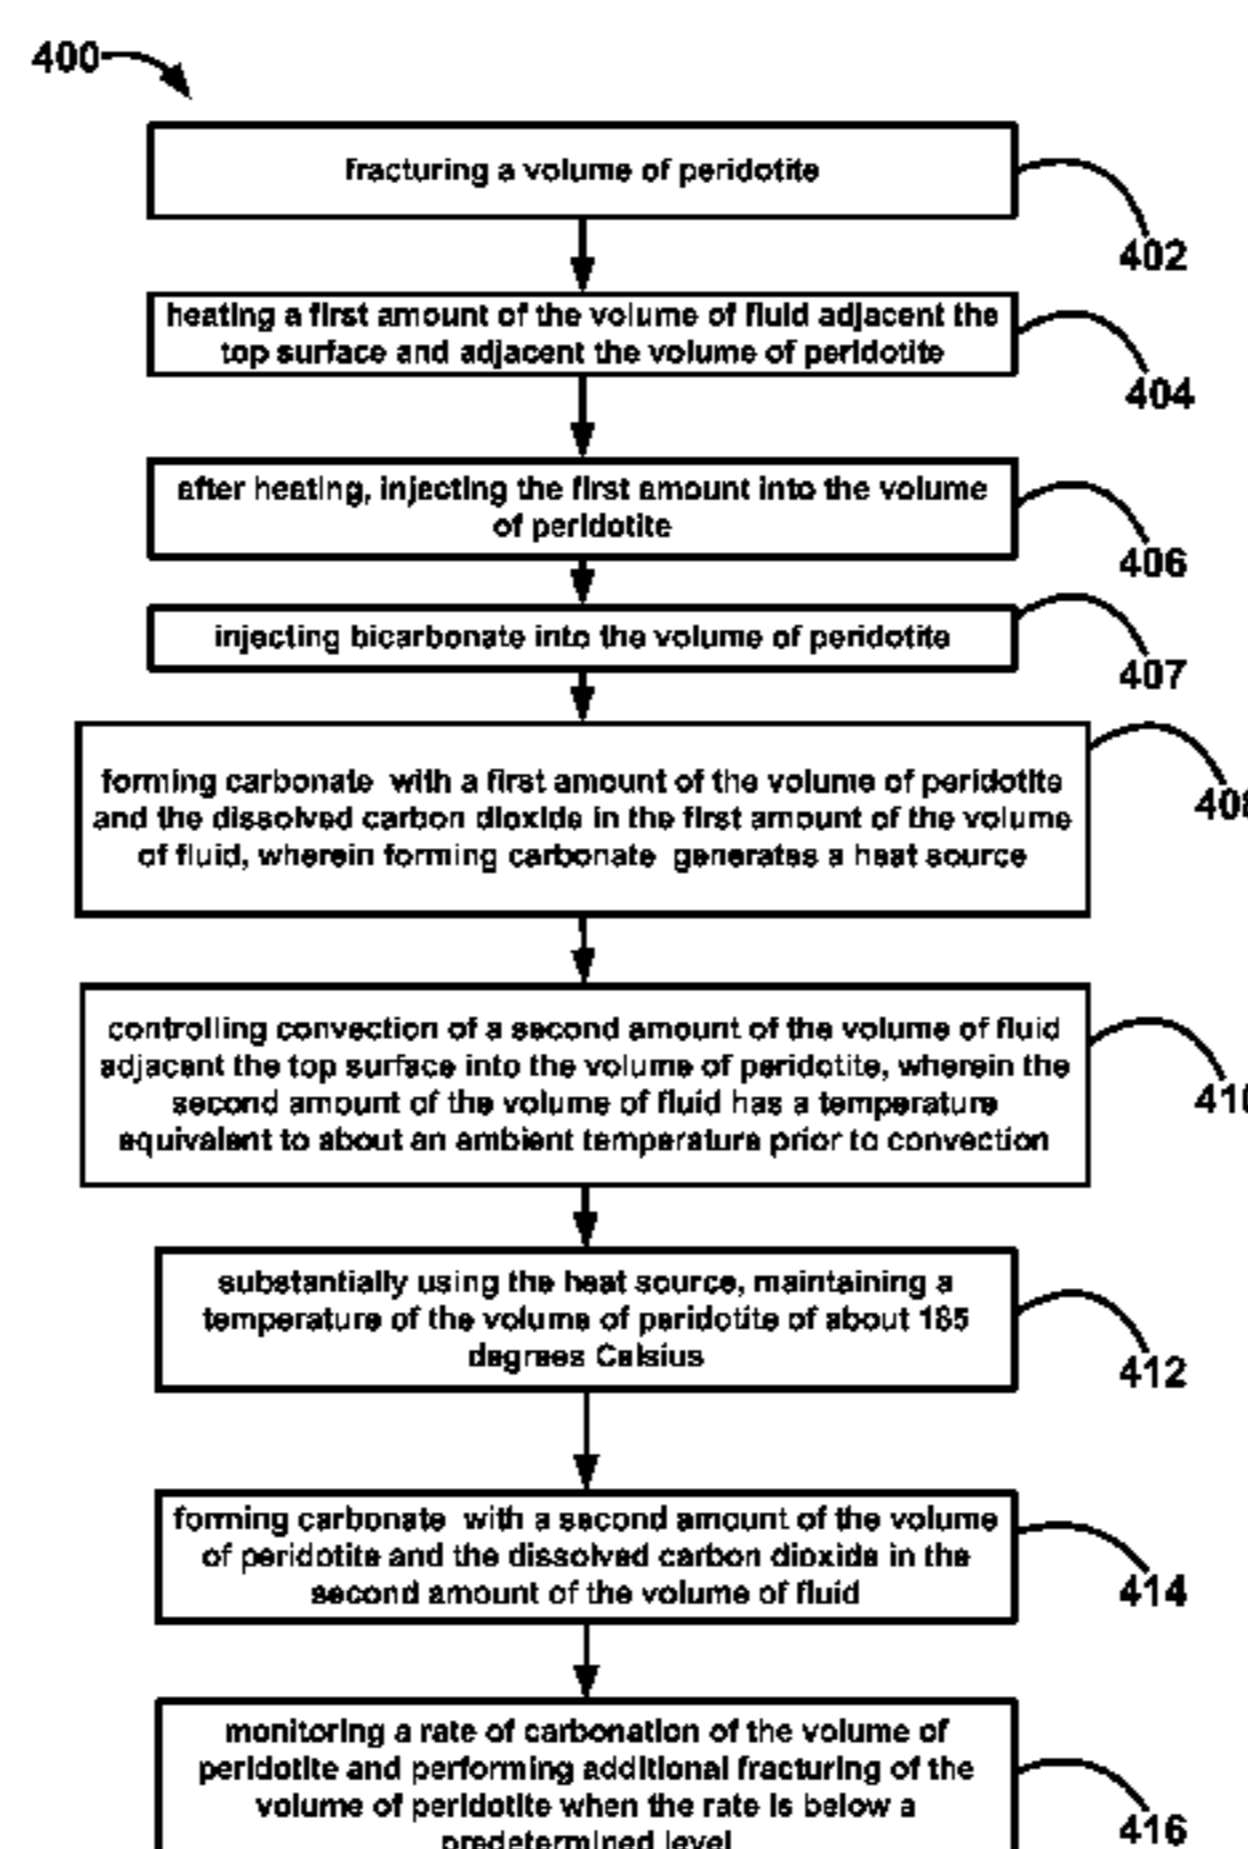 400
fracturing a volume of peridotite
402
heating a first amount of the volume of fluid adjacent the
top surface and adjacent the volume of peridotite
404
after heating, injecting the first amount into the volume
of peridotite
406
injecting bicarbonate into the volume of peridotite
407
forming carbonate with a first amount of the volume of peridotite
and the dissolved carbon dioxide in the first amount of the volume
of fluid, wherein forming carbonate generates a heat source
408
controlling convection of a second amount of the volume of fluid
adjacent the top surface into the volume of peridotite, wherein the
second amount of the volume of fluid has a temperature
equivalent to about an ambient temperature prior to convection
410
substantially using the heat source, maintaining a
temperature of the volume of peridotite of about 185
degrees Celsius
412
forming carbonate with a second amount of the volume
of peridotite and the dissolved carbon dioxide in the
second amount of the volume of fluid
414
monitoring a rate of carbonation of the volume of
peridotite and performing additional fracturing of the
volume of peridotite when the rate is below a
predetermined level
416